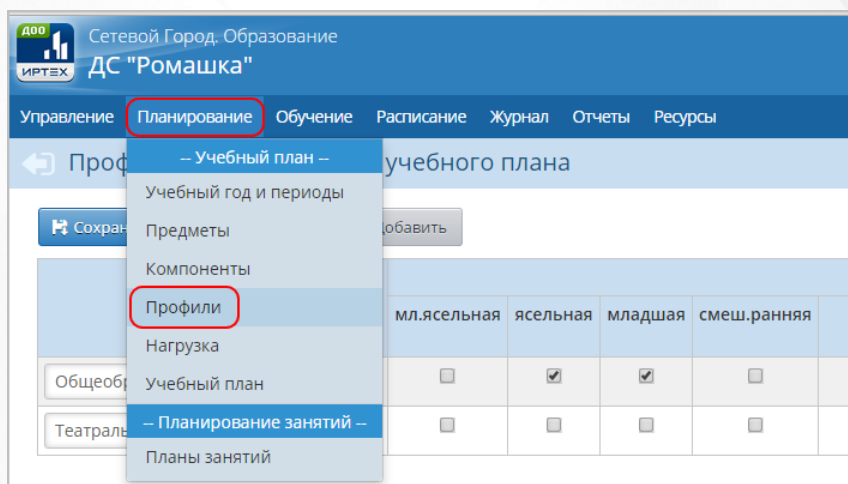 ДОО
ИРТЕХ
Сетевой Город. Образование
ДС "Ромашка"
Управление Планирование Обучение Расписание Журнал Отчеты Ресурсы
учебного плана
-- Учебный план --
Учебный год и периоды
Предметы
Компоненты
Профили
Нагрузка
Учебный план
-- Планирование занятий --
Планы занятий
мл.ясельная ясельная младшая смеш.ранняя